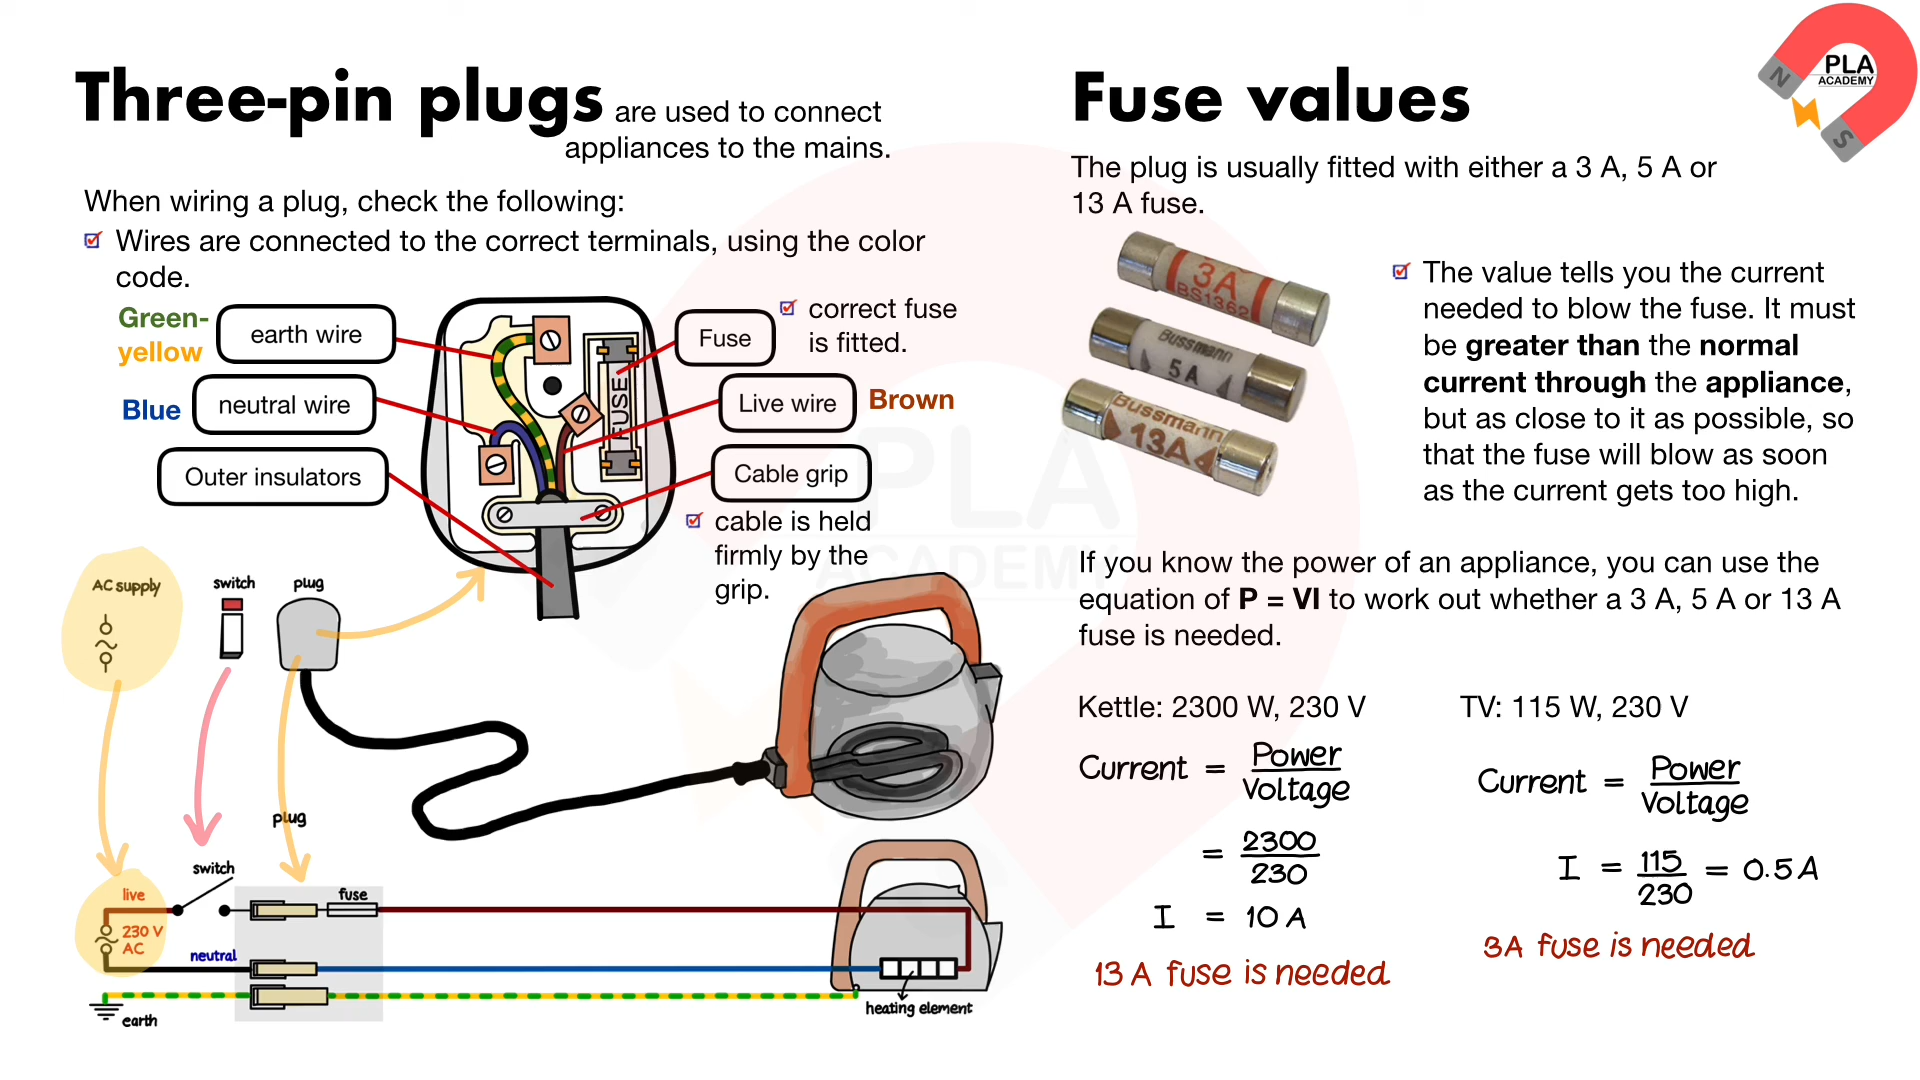 Three-pin plugs are used to connect
appliances to the mains.
When wiring a plug, check the following:
Wires are connected to the correct terminals, using the color
code.
Green-
yellow
earth wire
Blue
neutral wire
Outer insulators
FUSE
Fuse
correct fuse
is fitted.
Live wire
Brown
Cable grip
cable is held
firmly by the
grip.
AC supply
switch
plug
plug
switch
live
230 V
AC
fuse
neutral
earth
heating element
Fuse values
N
PLA
ACADEMY
S
The plug is usually fitted with either a 3 A, 5 A or
13 A fuse.
3A
BS1362
Bussmann
5A
Bussmann
13A
The value tells you the current
needed to blow the fuse. It must
be greater than the normal
current through the appliance,
but as close to it as possible, so
that the fuse will blow as soon
as the current gets too high.
PLA
ACADEMY
If you know the power of an appliance, you can use the
equation of P = VI to work out whether a 3 A, 5 A or 13 A
fuse is needed.
Kettle: 2300 W, 230 V
Current = Power
Voltage
= 2300
230
I = 10 A
13 A fuse is needed
TV: 115 W, 230 V
Current = Power
Voltage
I = 115 = 0.5 A
230
3A fuse is needed